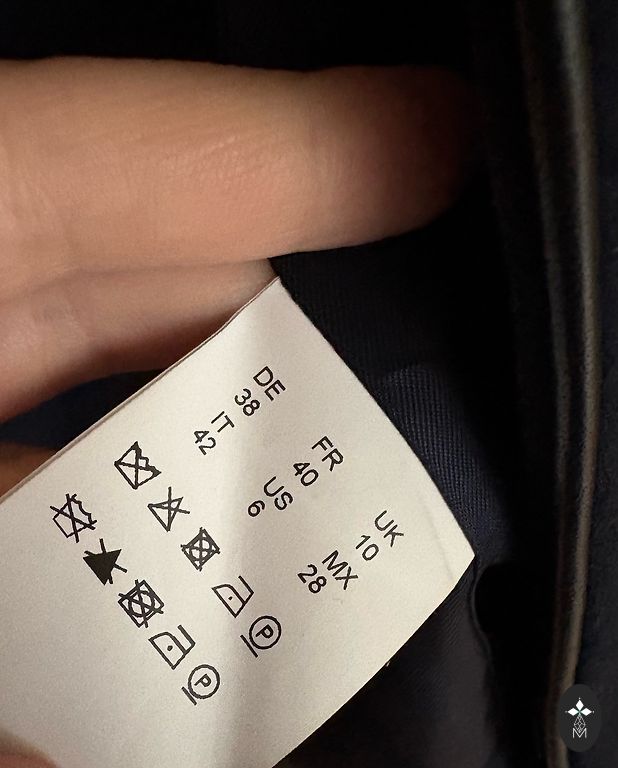 DE FR UK
38 40 10
IT US MX
42 6 28
P
P
M